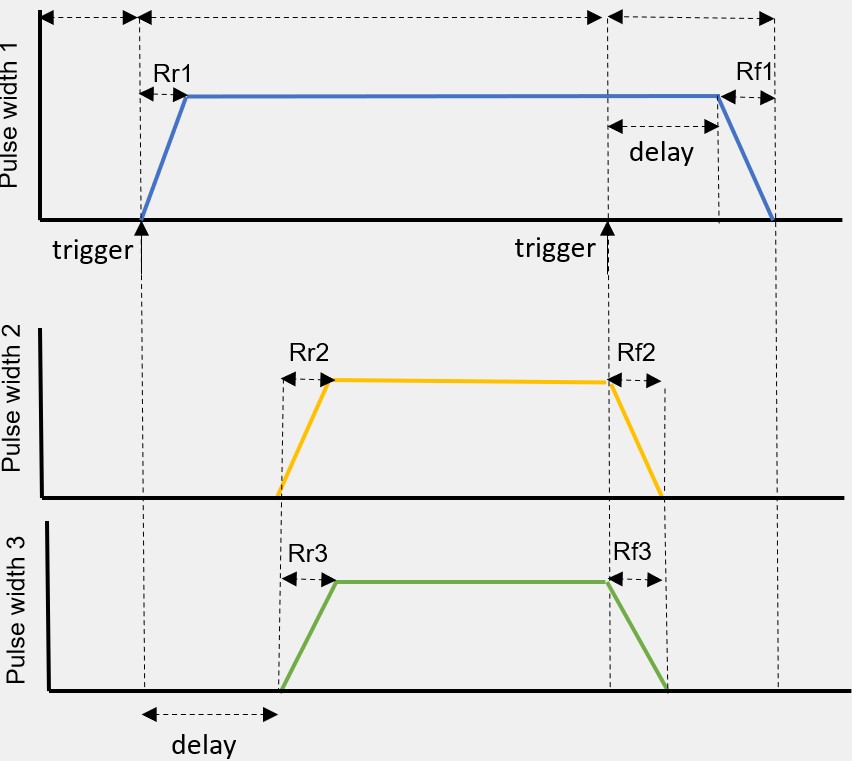 Pulse width 1
Rr1
Rf1
delay
trigger
trigger
Pulse width 2
Rr2
Rf2
Pulse width 3
Rr3
Rf3
delay